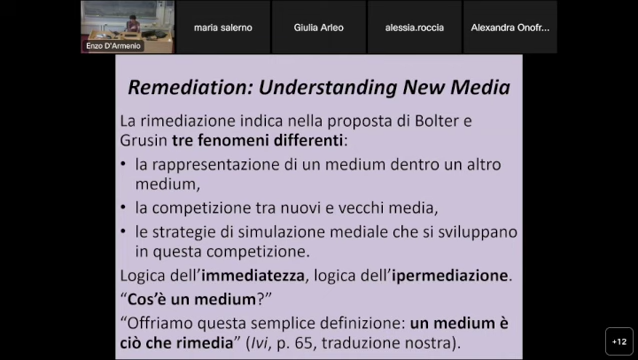 Enzo D'Armenio
maria salerno
Giulia Arleo
alessia.roccia
Alexandra Onofr...
Remediation: Understanding New Media
La rimediazione indica nella proposta di Bolter e
Grusin tre fenomeni differenti:
• la rappresentazione di un medium dentro un altro
medium,
• la competizione tra nuovi e vecchi media,
• le strategie di simulazione mediale che si sviluppano
in questa competizione.
Logica dell'immediatezza, logica dell'ipermediazione.
“Cos'è un medium?”
“Offriamo questa semplice definizione: un medium è
ciò che rimedia” (Ivi, p. 65, traduzione nostra).
+12